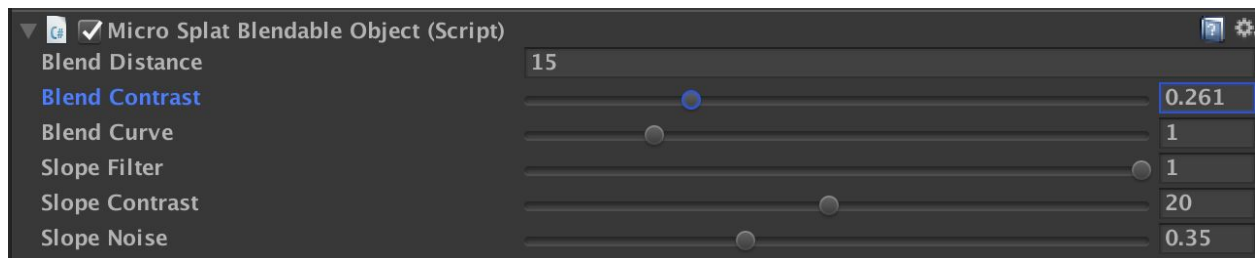 C# Micro Splat Blendable Object (Script) ?
Blend Distance 15
Blend Contrast 0.261
Blend Curve 1
Slope Filter 1
Slope Contrast 20
Slope Noise 0.35